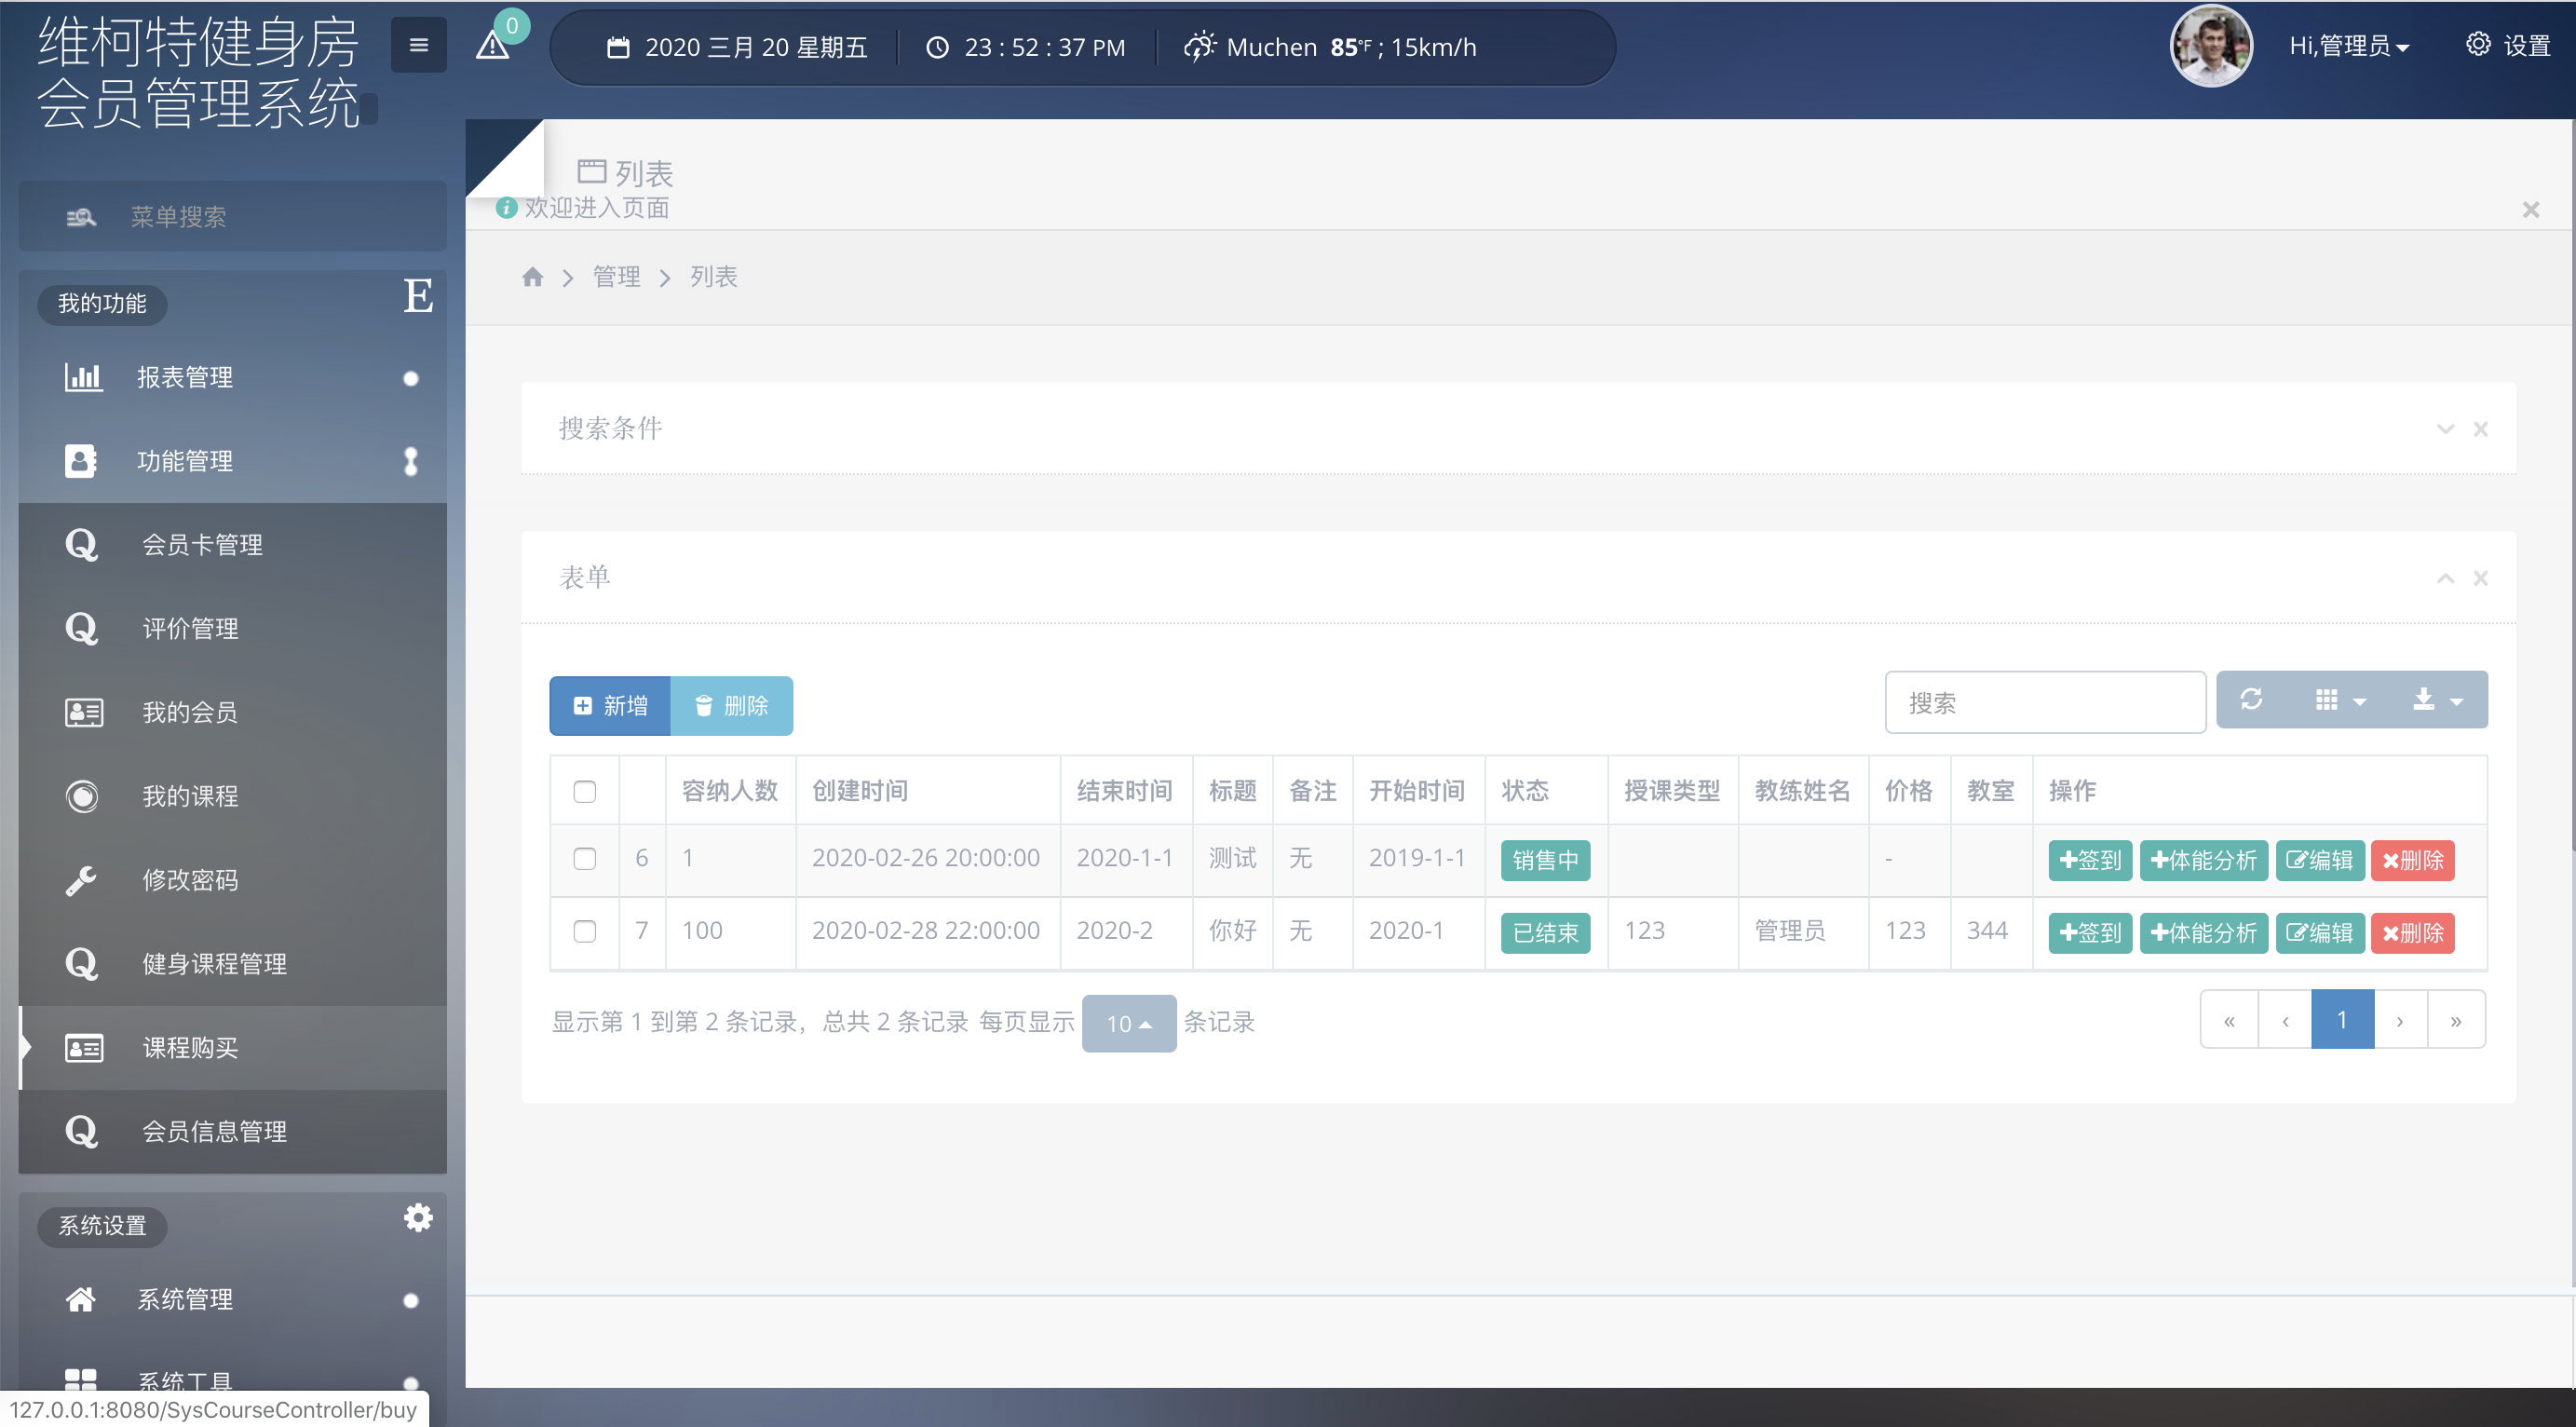 维柯特健身房
会员管理系统
0
2020 三月 20 星期五
23 : 52 : 37 PM
Muchen 85°F ; 15km/h
Hi,管理员
设置
菜单搜索
我的功能
E
报表管理
功能管理
Q 会员卡管理
Q 评价管理
我的会员
我的课程
修改密码
Q 健身课程管理
课程购买
Q 会员信息管理
系统设置
系统管理
系统工具
127.0.0.1:8080/SysCourseController/buy
列表
欢迎进入页面
管理 列表
搜索条件
表单
新增 删除
搜索
容纳人数 创建时间 结束时间 标题 备注 开始时间 状态 授课类型 教练姓名 价格 教室 操作
6 1 2020-02-26 20:00:00 2020-1-1 测试 无 2019-1-1 销售中 - 签到 体能分析 编辑 删除
7 100 2020-02-28 22:00:00 2020-2 你好 无 2020-1 已结束 123 管理员 123 344 签到 体能分析 编辑 删除
显示第 1 到第 2 条记录，总共 2 条记录 每页显示 10 条记录
« ‹ 1 › »